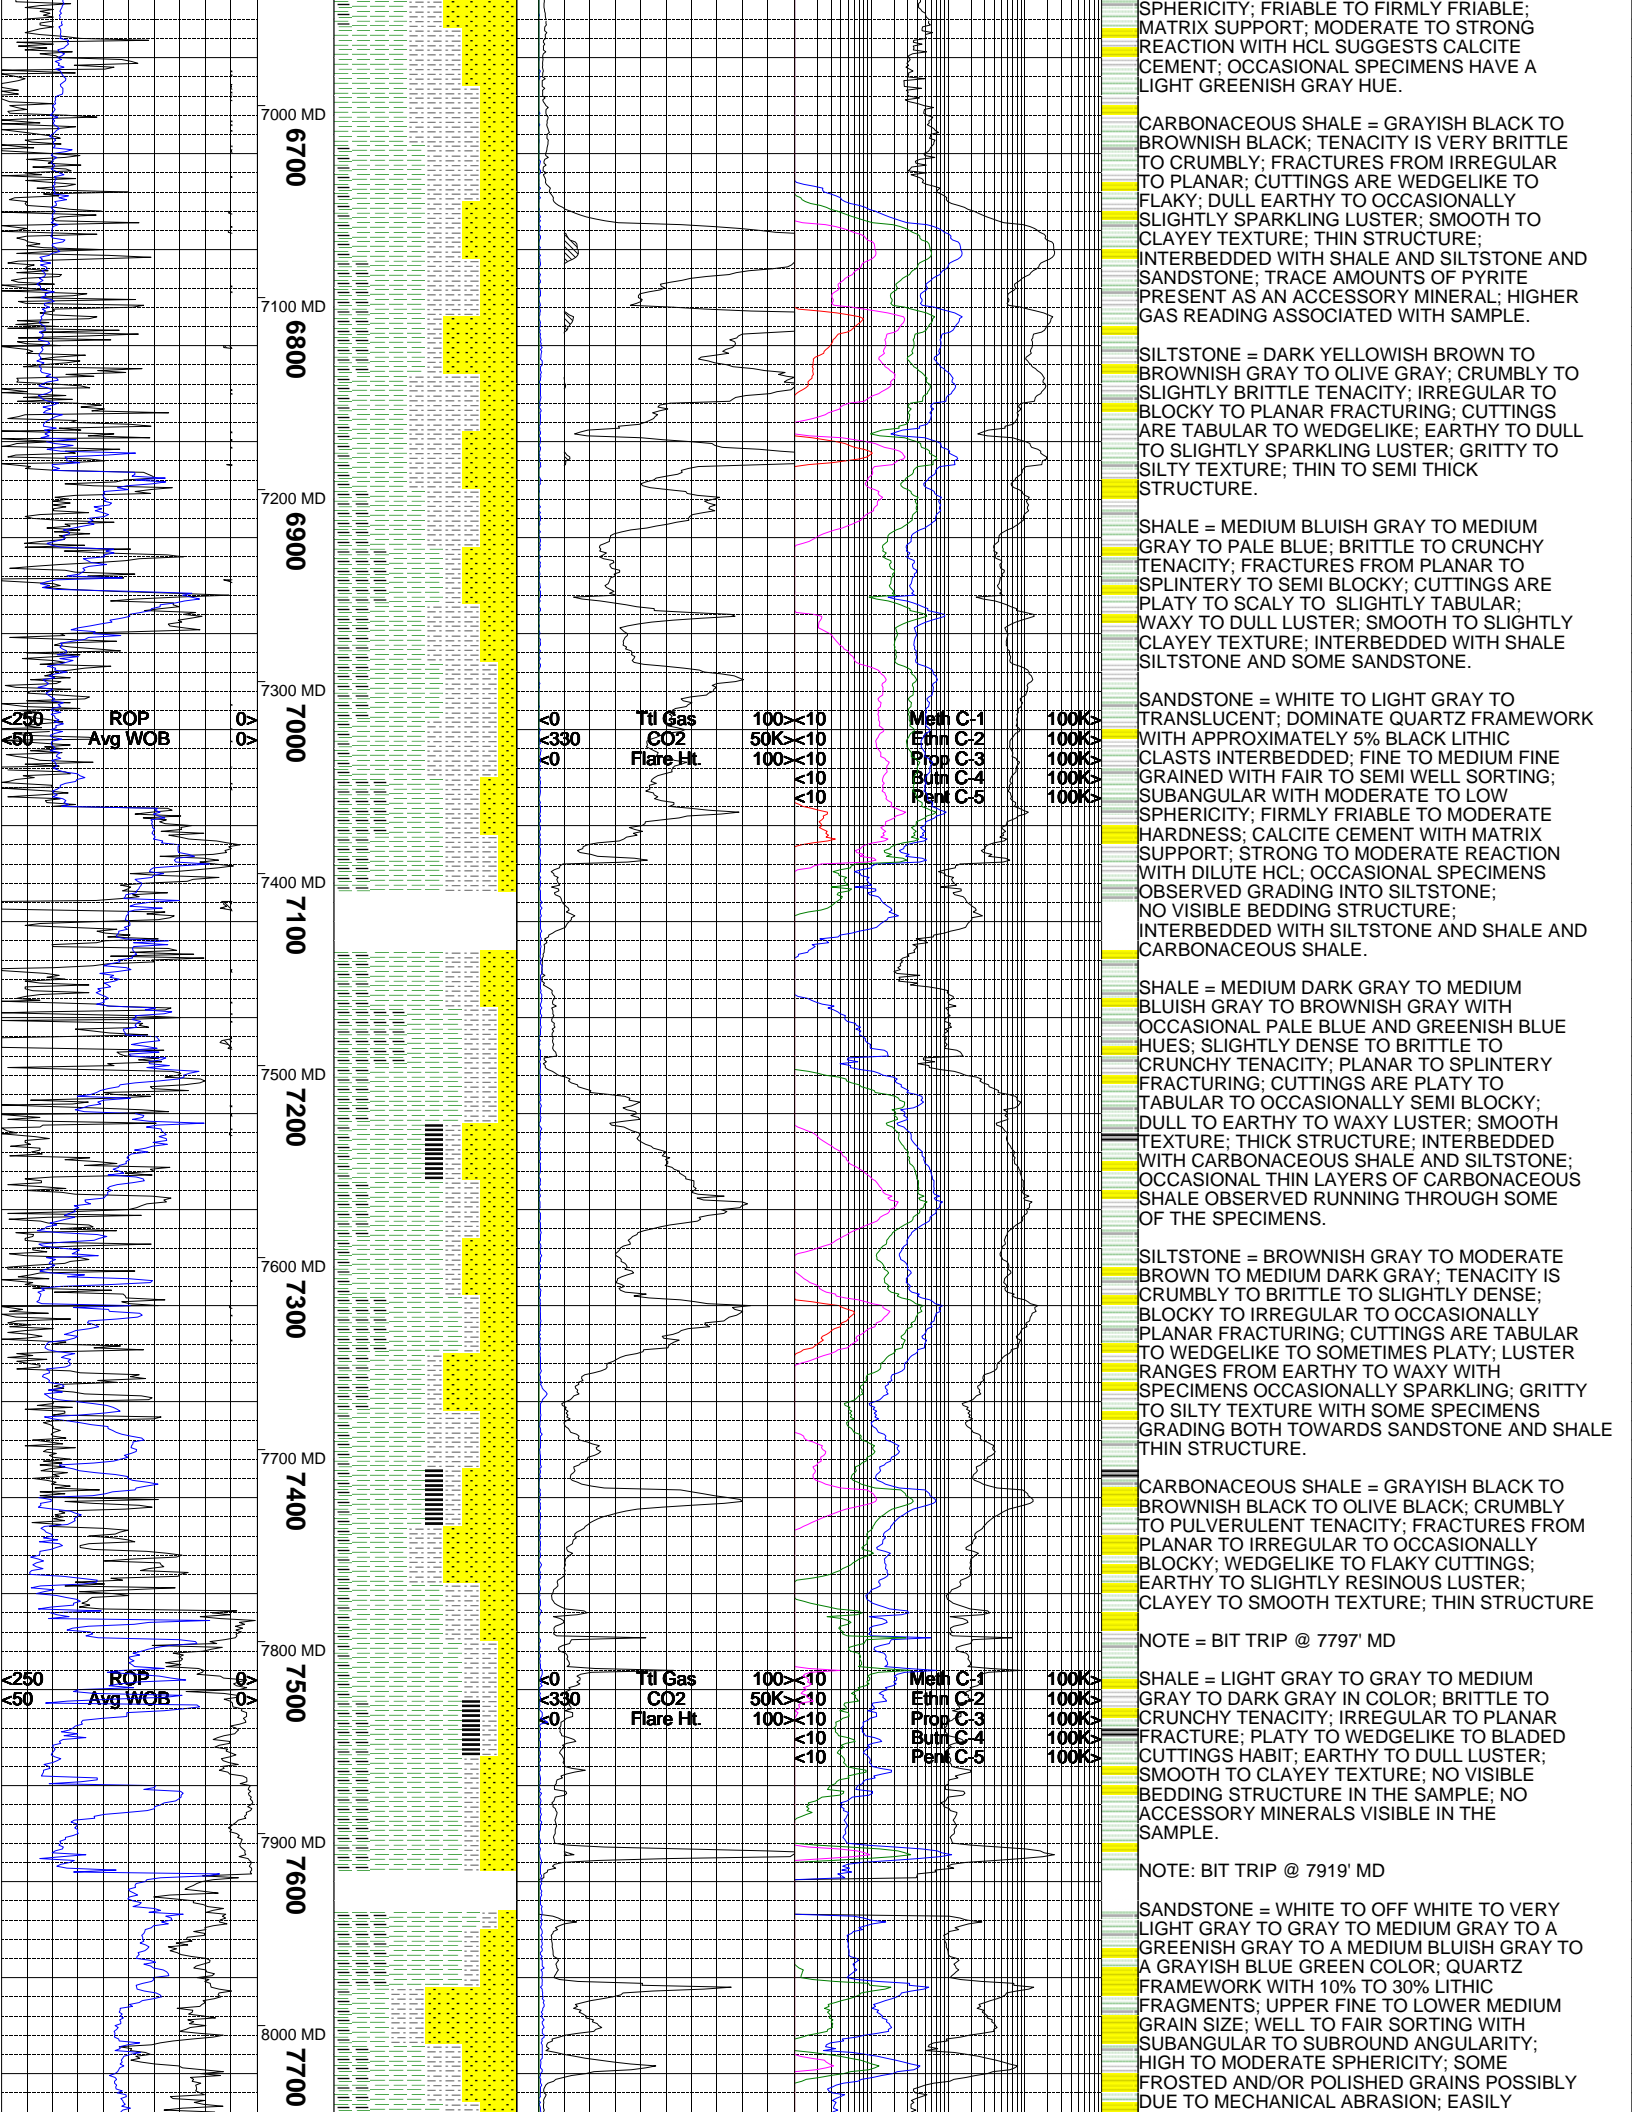 7000 MD
6700
7100 MD
6800
7200 MD
6900
7300 MD
7000
<250 ROP 0>
<50 Avg WOB 0>
<0 Ttl Gas 100>
<330 CO2 50K>
<0 Flare Ht. 100>
<10 Meth C-1 100K>
<10 Ethn C-2 100K>
<10 Prop C-3 100K>
<10 Butn C-4 100K>
<10 Pent C-5 100K>
7400 MD
7100
7500 MD
7200
7600 MD
7300
7700 MD
7400
7800 MD
7500
<250 ROP 0>
<50 Avg WOB 0>
<0 Ttl Gas 100>
<330 CO2 50K>
<0 Flare Ht. 100>
<10 Meth C-1 100K>
<10 Ethn C-2 100K>
<10 Prop C-3 100K>
<10 Butn C-4 100K>
<10 Pent C-5 100K>
7900 MD
7600
8000 MD
7700
SPHERICITY; FRIABLE TO FIRMLY FRIABLE;
MATRIX SUPPORT; MODERATE TO STRONG
REACTION WITH HCL SUGGESTS CALCITE
CEMENT; OCCASIONAL SPECIMENS HAVE A
LIGHT GREENISH GRAY HUE.
CARBONACEOUS SHALE = GRAYISH BLACK TO
BROWNISH BLACK; TENACITY IS VERY BRITTLE
TO CRUMBLY; FRACTURES FROM IRREGULAR
TO PLANAR; CUTTINGS ARE WEDGELIKE TO
FLAKY; DULL EARTHY TO OCCASIONALLY
SLIGHTLY SPARKLING LUSTER; SMOOTH TO
CLAYEY TEXTURE; THIN STRUCTURE;
INTERBEDDED WITH SHALE AND SILTSTONE AND
SANDSTONE; TRACE AMOUNTS OF PYRITE
PRESENT AS AN ACCESSORY MINERAL; HIGHER
GAS READING ASSOCIATED WITH SAMPLE.
SILTSTONE = DARK YELLOWISH BROWN TO
BROWNISH GRAY TO OLIVE GRAY; CRUMBLY TO
SLIGHTLY BRITTLE TENACITY; IRREGULAR TO
BLOCKY TO PLANAR FRACTURING; CUTTINGS
ARE TABULAR TO WEDGELIKE; EARTHY TO DULL
TO SLIGHTLY SPARKLING LUSTER; GRITTY TO
SILTY TEXTURE; THIN TO SEMI THICK
STRUCTURE.
SHALE = MEDIUM BLUISH GRAY TO MEDIUM
GRAY TO PALE BLUE; BRITTLE TO CRUNCHY
TENACITY; FRACTURES FROM PLANAR TO
SPLINTERY TO SEMI BLOCKY; CUTTINGS ARE
PLATY TO SCALY TO SLIGHTLY TABULAR;
WAXY TO DULL LUSTER; SMOOTH TO SLIGHTLY
CLAYEY TEXTURE; INTERBEDDED WITH SHALE
SILTSTONE AND SOME SANDSTONE.
SANDSTONE = WHITE TO LIGHT GRAY TO
TRANSLUCENT; DOMINATE QUARTZ FRAMEWORK
WITH APPROXIMATELY 5% BLACK LITHIC
CLASTS INTERBEDDED; FINE TO MEDIUM FINE
GRAINED WITH FAIR TO SEMI WELL SORTING;
SUBANGULAR WITH MODERATE TO LOW
SPHERICITY; FIRMLY FRIABLE TO MODERATE
HARDNESS; CALCITE CEMENT WITH MATRIX
SUPPORT; STRONG TO MODERATE REACTION
WITH DILUTE HCL; OCCASIONAL SPECIMENS
OBSERVED GRADING INTO SILTSTONE;
NO VISIBLE BEDDING STRUCTURE;
INTERBEDDED WITH SILTSTONE AND SHALE AND
CARBONACEOUS SHALE.
SHALE = MEDIUM DARK GRAY TO MEDIUM
BLUISH GRAY TO BROWNISH GRAY WITH
OCCASIONAL PALE BLUE AND GREENISH BLUE
HUES; SLIGHTLY DENSE TO BRITTLE TO
CRUNCHY TENACITY; PLANAR TO SPLINTERY
FRACTURING; CUTTINGS ARE PLATY TO
TABULAR TO OCCASIONALLY SEMI BLOCKY;
DULL TO EARTHY TO WAXY LUSTER; SMOOTH
TEXTURE; THICK STRUCTURE; INTERBEDDED
WITH CARBONACEOUS SHALE AND SILTSTONE;
OCCASIONAL THIN LAYERS OF CARBONACEOUS
SHALE OBSERVED RUNNING THROUGH SOME
OF THE SPECIMENS.
SILTSTONE = BROWNISH GRAY TO MODERATE
BROWN TO MEDIUM DARK GRAY; TENACITY IS
CRUMBLY TO BRITTLE TO SLIGHTLY DENSE;
BLOCKY TO IRREGULAR TO OCCASIONALLY
PLANAR FRACTURING; CUTTINGS ARE TABULAR
TO WEDGELIKE TO SOMETIMES PLATY; LUSTER
RANGES FROM EARTHY TO WAXY WITH
SPECIMENS OCCASIONALLY SPARKLING; GRITTY
TO SILTY TEXTURE WITH SOME SPECIMENS
GRADING BOTH TOWARDS SANDSTONE AND SHALE
THIN STRUCTURE.
CARBONACEOUS SHALE = GRAYISH BLACK TO
BROWNISH BLACK TO OLIVE BLACK; CRUMBLY
TO PULVERULENT TENACITY; FRACTURES FROM
PLANAR TO IRREGULAR TO OCCASIONALLY
BLOCKY; WEDGELIKE TO FLAKY CUTTINGS;
EARTHY TO SLIGHTLY RESINOUS LUSTER;
CLAYEY TO SMOOTH TEXTURE; THIN STRUCTURE
NOTE = BIT TRIP @ 7797' MD
SHALE = LIGHT GRAY TO GRAY TO MEDIUM
GRAY TO DARK GRAY IN COLOR; BRITTLE TO
CRUNCHY TENACITY; IRREGULAR TO PLANAR
FRACTURE; PLATY TO WEDGELIKE TO BLADED
CUTTINGS HABIT; EARTHY TO DULL LUSTER;
SMOOTH TO CLAYEY TEXTURE; NO VISIBLE
BEDDING STRUCTURE IN THE SAMPLE; NO
ACCESSORY MINERALS VISIBLE IN THE
SAMPLE.
NOTE: BIT TRIP @ 7919' MD
SANDSTONE = WHITE TO OFF WHITE TO VERY
LIGHT GRAY TO GRAY TO MEDIUM GRAY TO A
GREENISH GRAY TO A MEDIUM BLUISH GRAY TO
A GRAYISH BLUE GREEN COLOR; QUARTZ
FRAMEWORK WITH 10% TO 30% LITHIC
FRAGMENTS; UPPER FINE TO LOWER MEDIUM
GRAIN SIZE; WELL TO FAIR SORTING WITH
SUBANGULAR TO SUBROUND ANGULARITY;
HIGH TO MODERATE SPHERICITY; SOME
FROSTED AND/OR POLISHED GRAINS POSSIBLY
DUE TO MECHANICAL ABRASION; EASILY